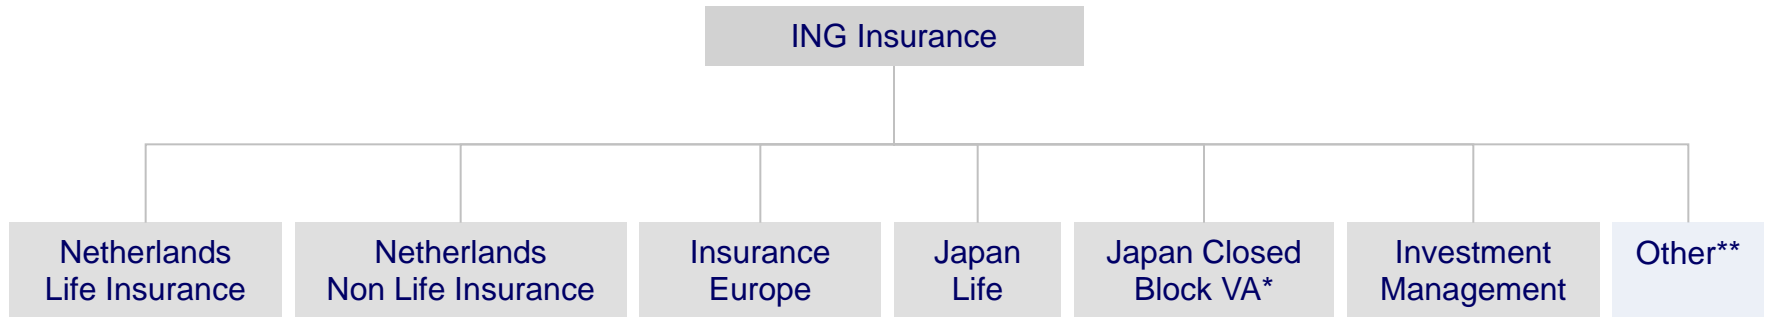 ING Insurance
Netherlands
Life Insurance
Netherlands
Non Life Insurance
Insurance
Europe
Japan
Life
Japan Closed
Block VA*
Investment
Management
Other**